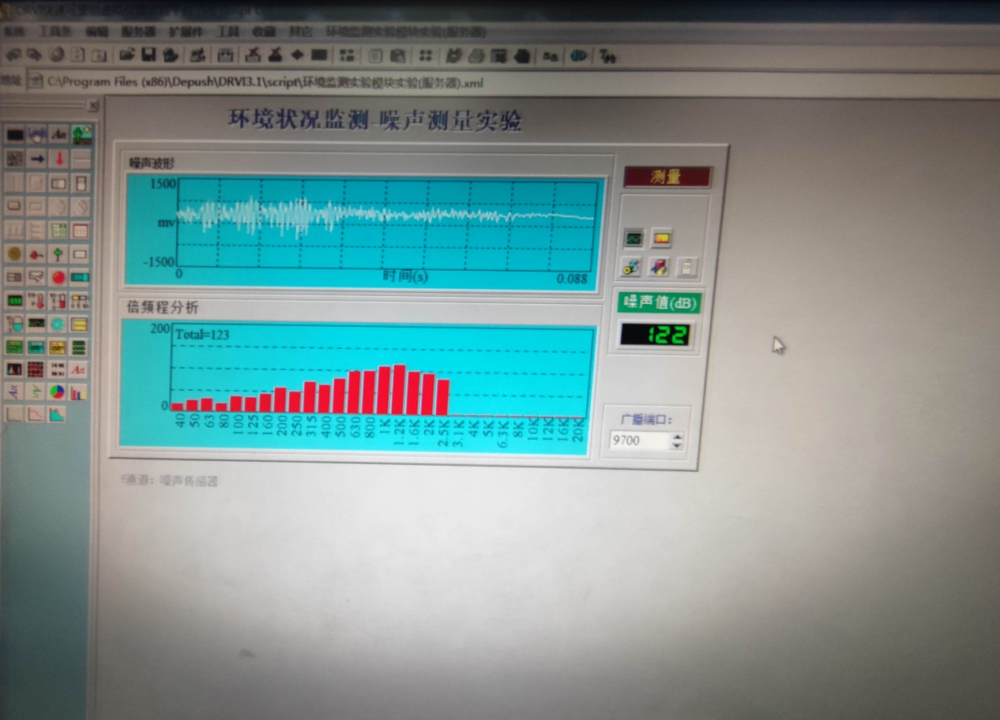 工具条 编辑 服务器 扩展件 工具 收藏 其它 环境监测实验模块实验(服务器)
地址 C:\Program Files (x86)\Depush\DRVI3.1\script\环境监测实验模块实验(服务器).xml
环境状况监测-噪声测量实验
噪声波形
1500
mv
-1500
0 时间(s) 0.088
测量
倍频程分析
200
Total=123
0
40 50 63 80 100 125 160 200 250 315 400 500 630 800 1K 1.2K 1.6K 2K 2.5K 3.1K 4K 5K 6.3K 8K 10K 12K 16K 20K
噪声值(dB)
122
广播端口:
9700
5通道: 噪声传感器